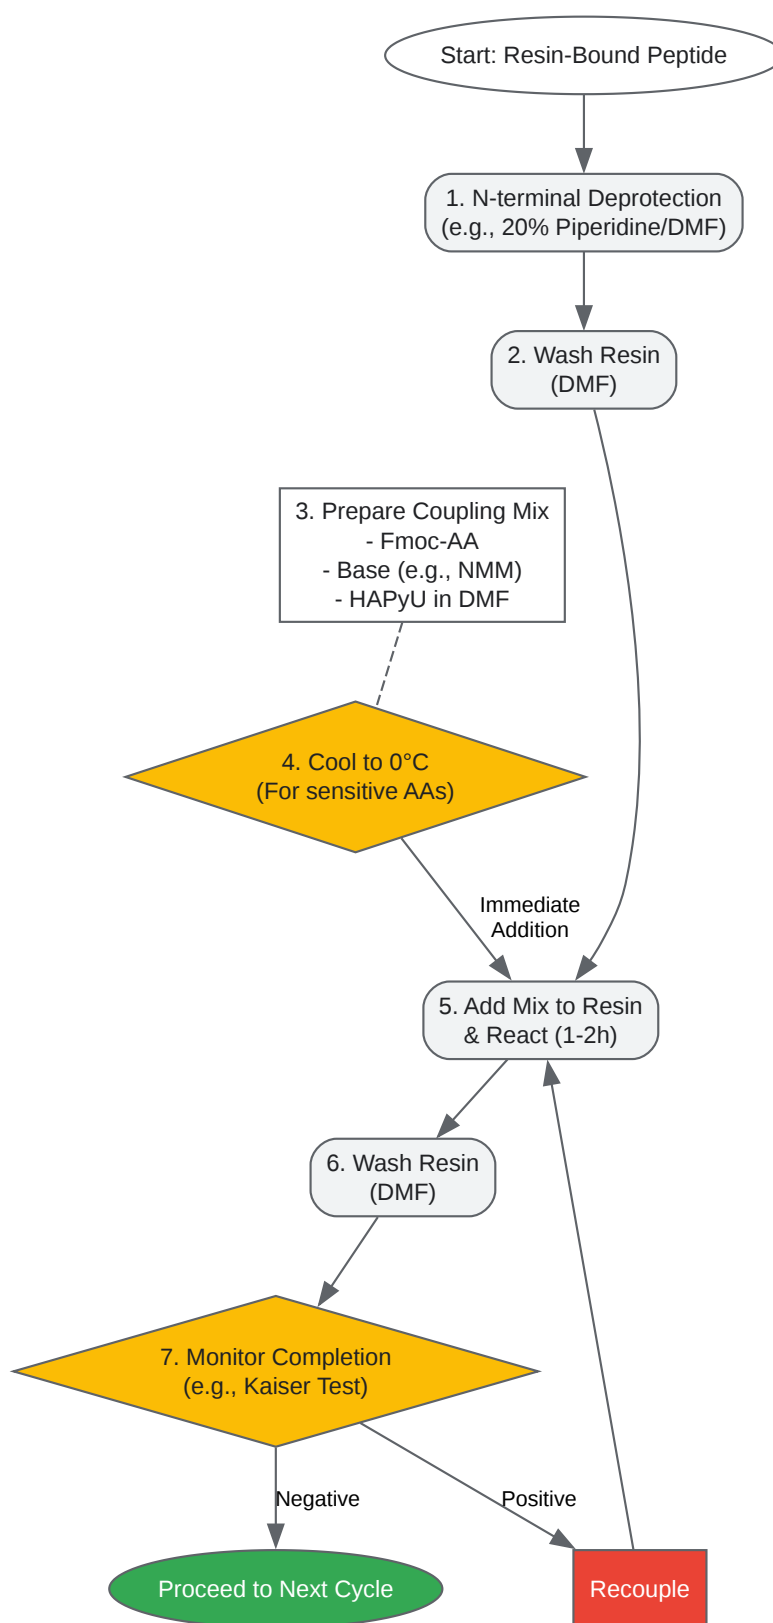 Start: Resin-Bound Peptide
1. N-terminal Deprotection
(e.g., 20% Piperidine/DMF)
2. Wash Resin
(DMF)
3. Prepare Coupling Mix
- Fmoc-AA
- Base (e.g., NMM)
- HAPyU in DMF
4. Cool to 0°C
(For sensitive AAs)
Immediate
Addition
5. Add Mix to Resin
& React (1-2h)
6. Wash Resin
(DMF)
7. Monitor Completion
(e.g., Kaiser Test)
Negative
Positive
Proceed to Next Cycle
Recouple